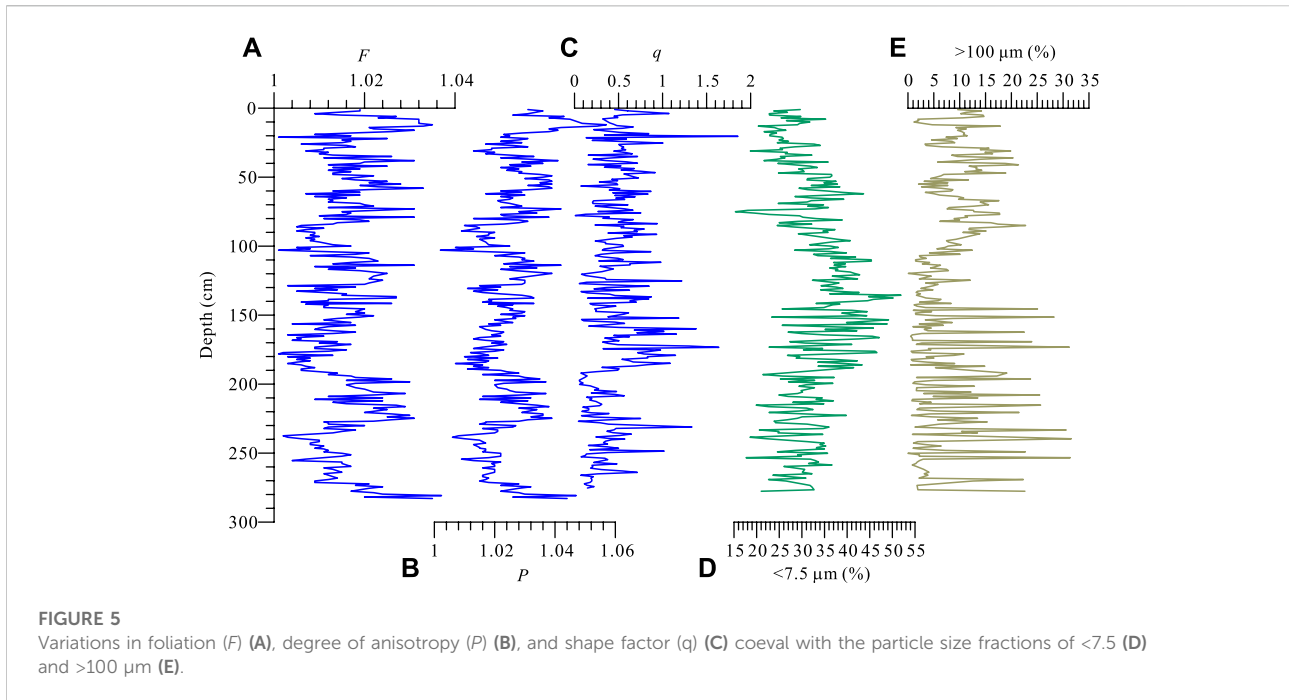 A F C q E >100 µm (%)
1 1.02 1.04 0 0.5 1 1.5 2 0 5 10 15 20 25 30 35
0
50
100
150
200
250
300
Depth (cm)
1 1.02 1.04 1.06 15 20 25 30 35 40 45 50 55
B P D <7.5 µm (%)
FIGURE 5
Variations in foliation (F) (A), degree of anisotropy (P) (B), and shape factor (q) (C) coeval with the particle size fractions of <7.5 (D)
and >100 µm (E).